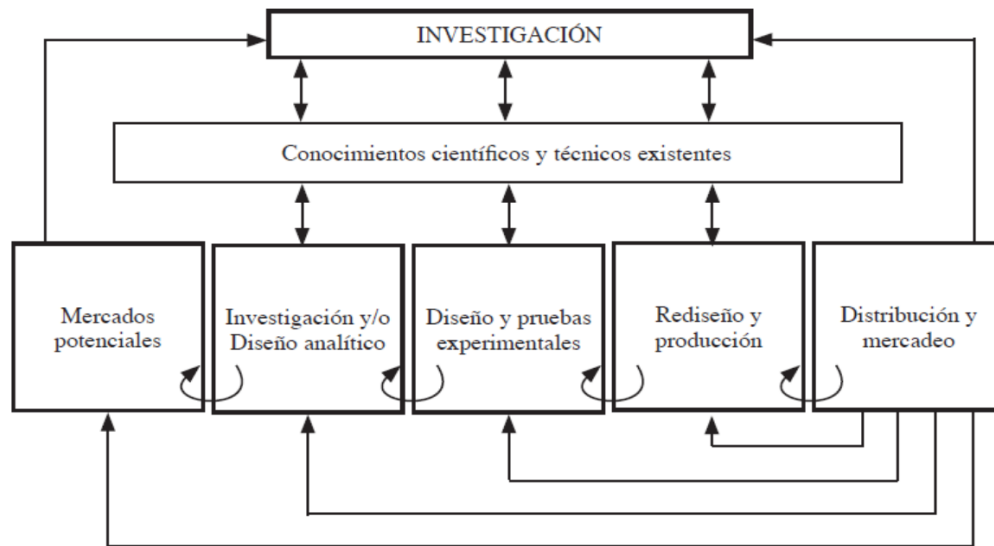 INVESTIGACIÓN
Conocimientos científicos y técnicos existentes
Mercados
potenciales
Investigación y/o
Diseño analítico
Diseño y pruebas
experimentales
Rediseño y
producción
Distribución y
mercadeo